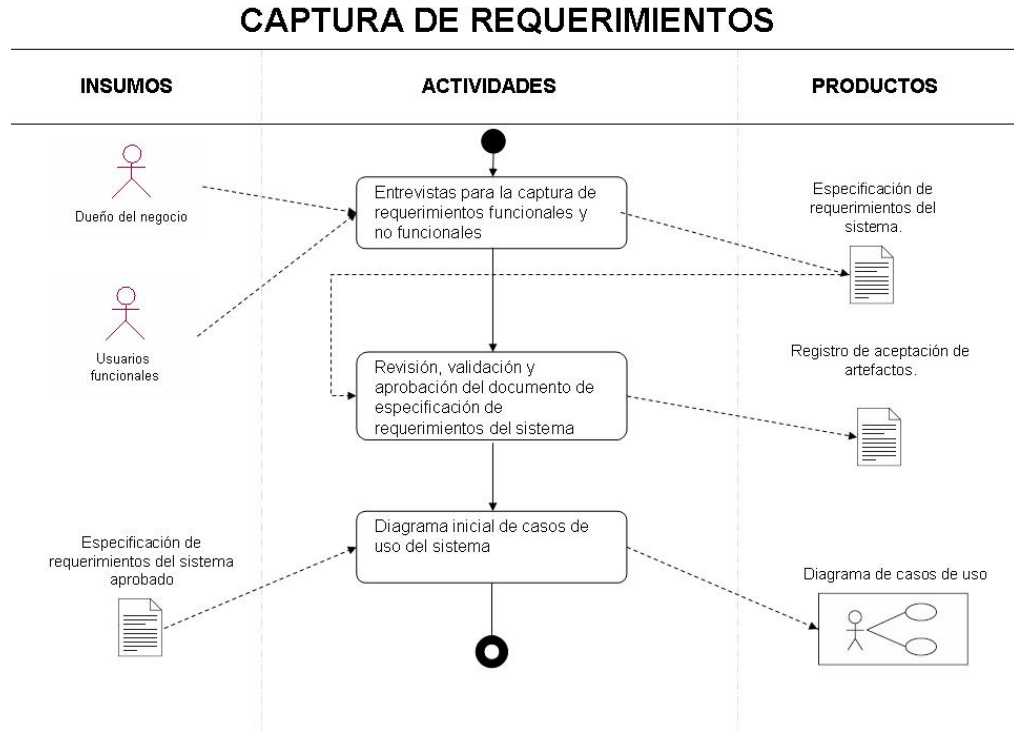 CAPTURA DE REQUERIMIENTOS
INSUMOS
ACTIVIDADES
PRODUCTOS
Dueño del negocio
Entrevistas para la captura de
requerimientos funcionales y
no funcionales
Especificación de
requerimientos del
sistema.
Usuarios
funcionales
Revisión, validación y
aprobación del documento de
especificación de
requerimientos del sistema
Registro de aceptación de
artefactos.
Especificación de
requerimientos del sistema
aprobado
Diagrama inicial de casos de
uso del sistema
Diagrama de casos de uso